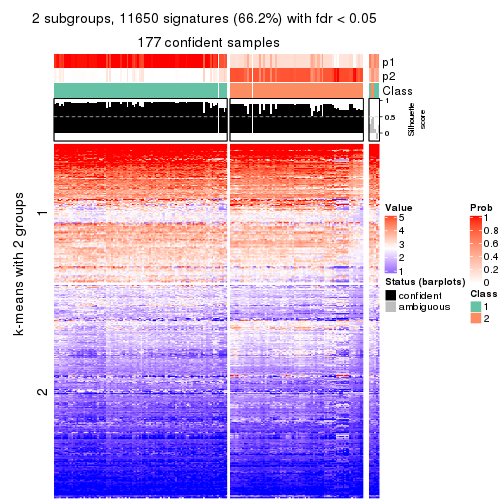 2 subgroups, 11650 signatures (66.2%) with fdr < 0.05
177 confident samples
p1
p2
Class
1
0.5
0
Silhouette
score
k-means with 2 groups
1
2
Value
5
4
3
2
1
Prob
1
0.8
0.6
0.4
0.2
0
Status (barplots)
confident
ambiguous
Class
1
2